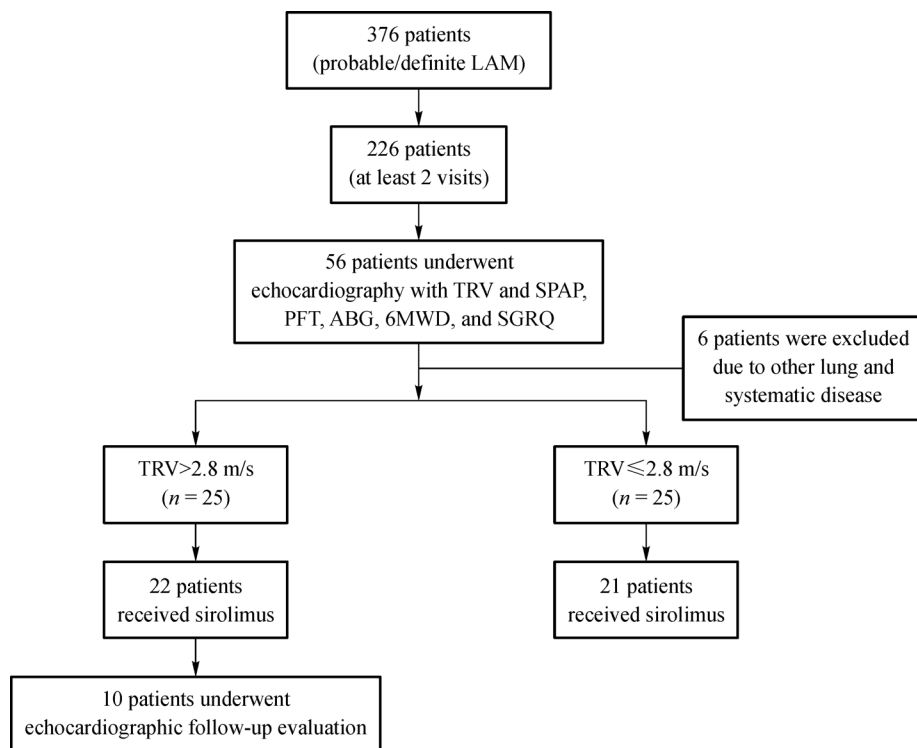 376 patients
(probable/definite LAM)
226 patients
(at least 2 visits)
56 patients underwent
echocardiography with TRV and SPAP,
PFT, ABG, 6MWD, and SGRQ
6 patients were excluded
due to other lung and
systematic disease
TRV>2.8 m/s
(n = 25)
TRV⩽2.8 m/s
(n = 25)
22 patients
received sirolimus
21 patients
received sirolimus
10 patients underwent
echocardiographic follow-up evaluation